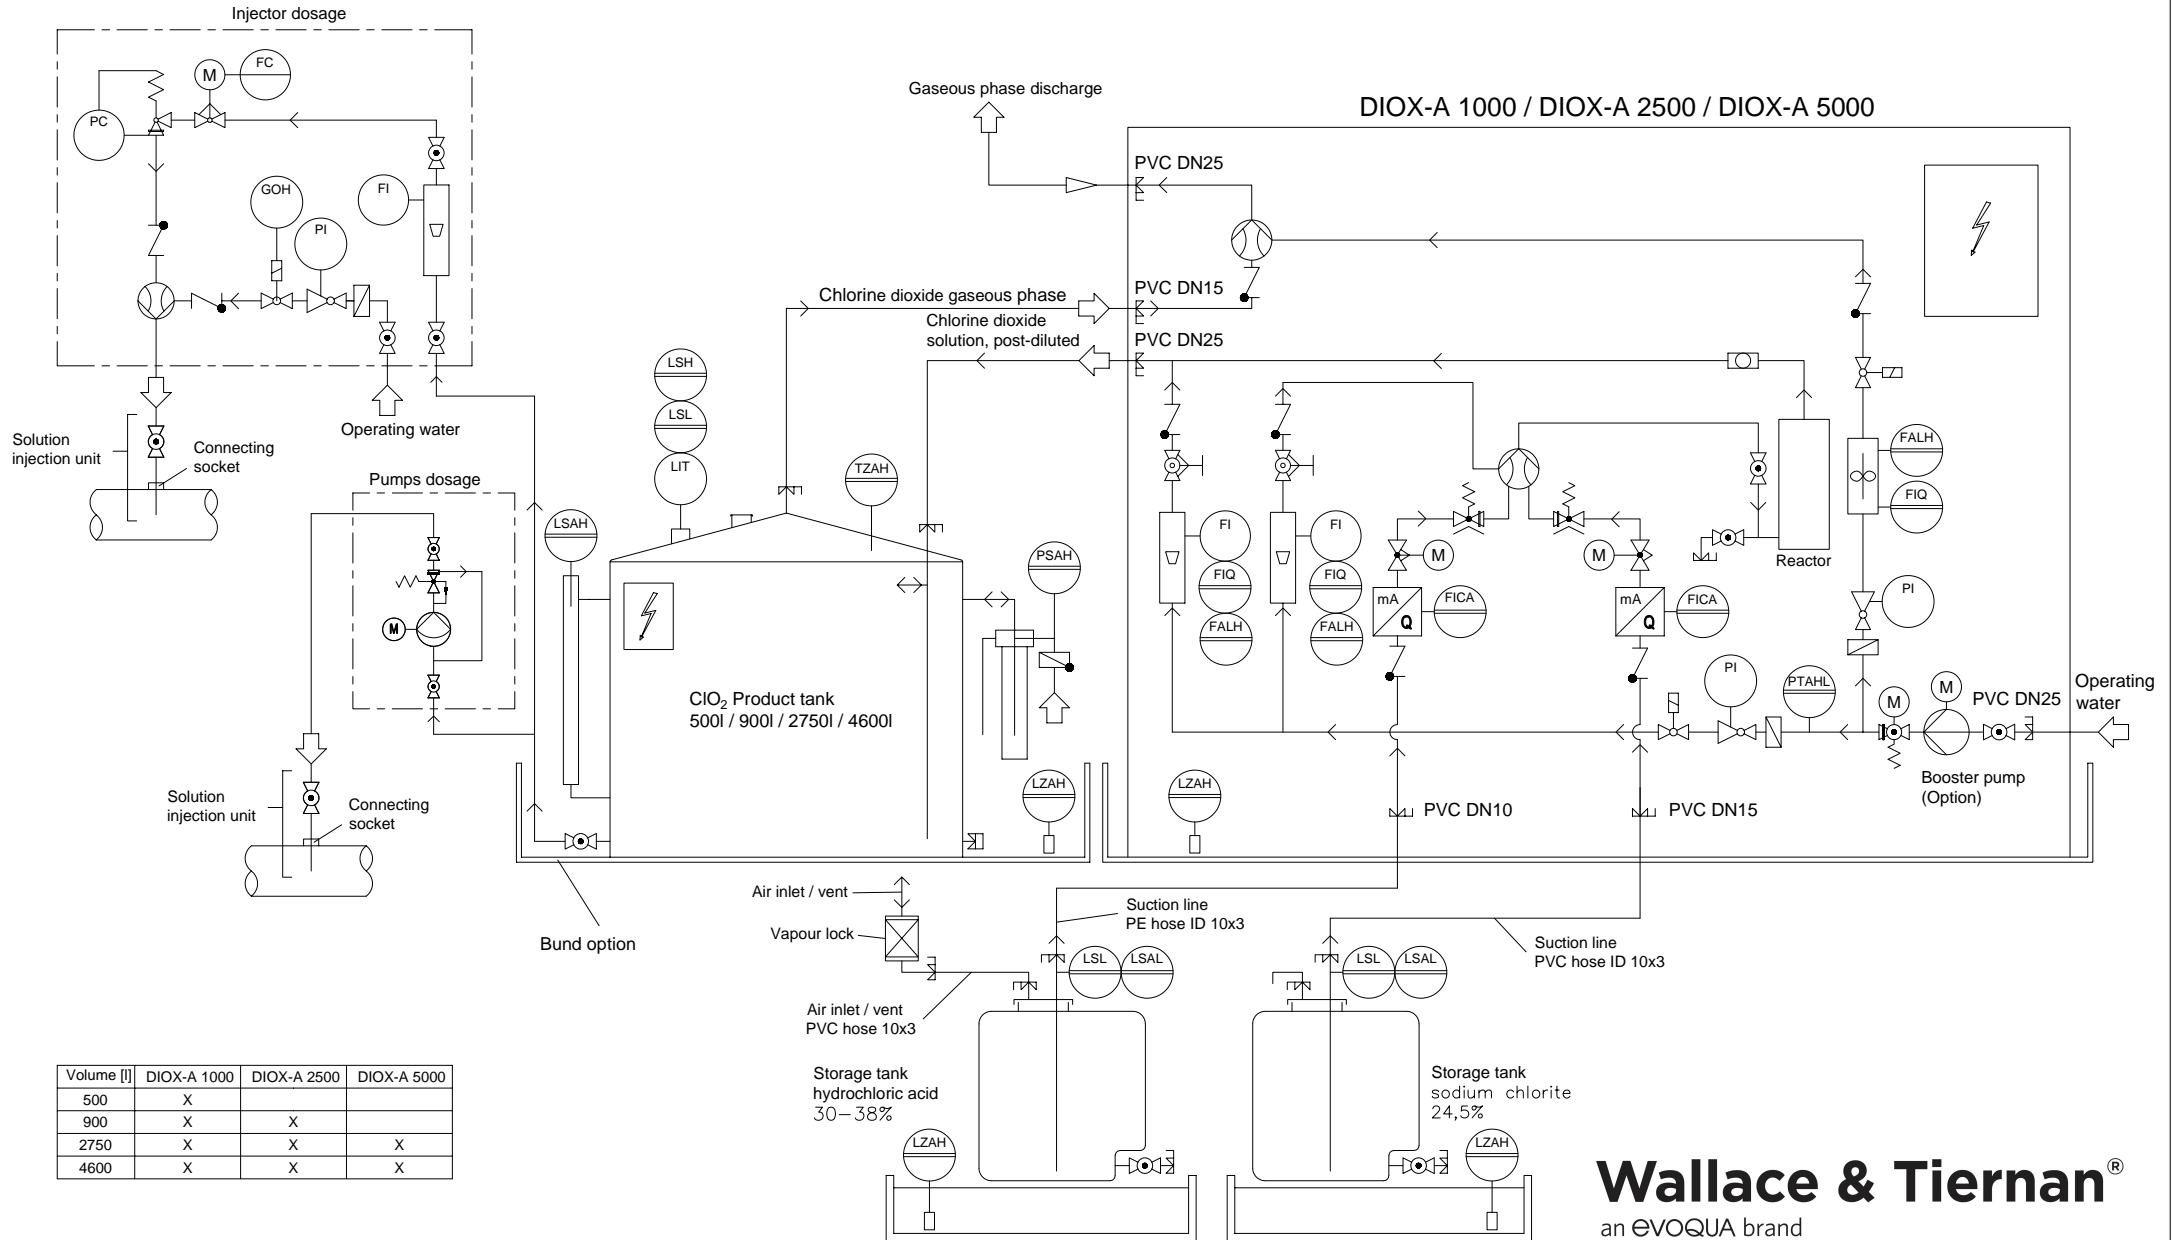 Injector dosage
M
FC
PC
GOH
PI
FI
Operating water
Solution
injection unit
Connecting
socket
Pumps dosage
M
Solution
injection unit
Connecting
socket
Bund option
LSAH
LSH
LSL
LIT
TZAH
PSAH
LZAH
ClO2 Product tank
500l / 900l / 2750l / 4600l
Gaseous phase discharge
Chlorine dioxide gaseous phase
Chlorine dioxide
solution, post-diluted
DIOX-A 1000 / DIOX-A 2500 / DIOX-A 5000
PVC DN25
PVC DN15
PVC DN25
FI
FIQ
FALH
FI
FIQ
FALH
M
M
mA
Q
FICA
mA
Q
FICA
Reactor
FALH
FIQ
PI
PI
PTAHL
M
M
PVC DN25
Operating
water
Booster pump
(Option)
LZAH
PVC DN10
PVC DN15
Air inlet / vent
Vapour lock
Air inlet / vent
PVC hose 10x3
Suction line
PE hose ID 10x3
LSL
LSAL
Suction line
PVC hose ID 10x3
LSL
LSAL
Storage tank
hydrochloric acid
30-38%
LZAH
Storage tank
sodium chlorite
24,5%
LZAH
Volume [l] DIOX-A 1000 DIOX-A 2500 DIOX-A 5000
500 X
900 X X
2750 X X X
4600 X X X
Wallace & Tiernan®
an evoqua brand